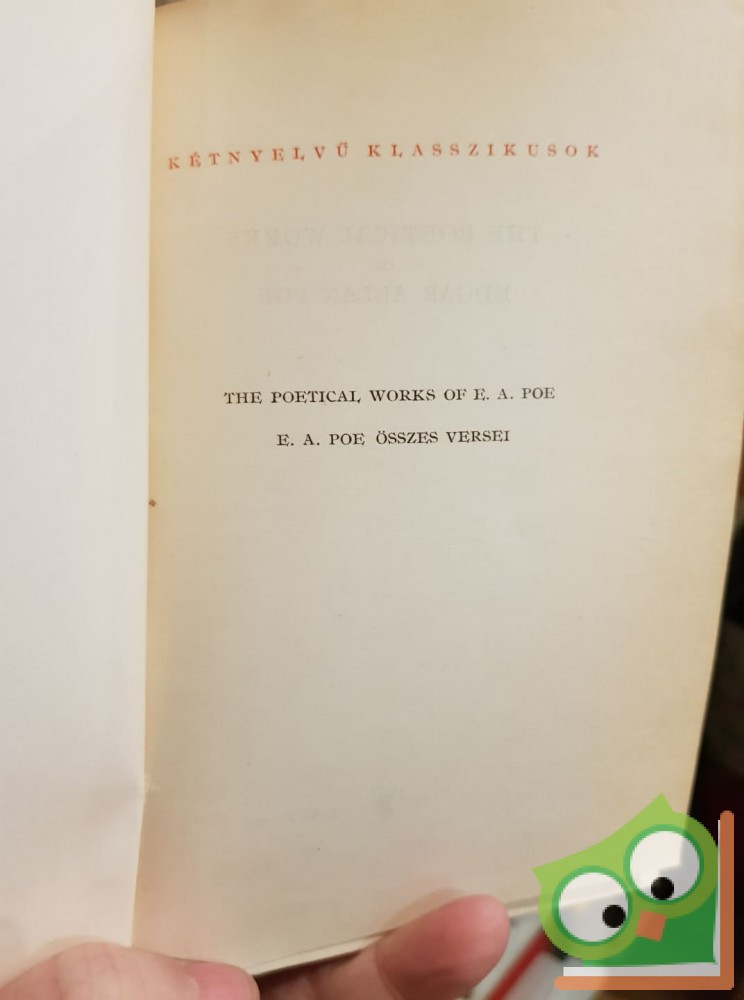 KÉTNYELVŰ KLASSZIKUSOK
THE POETICAL WORKS OF E. A. POE
E. A. POE ÖSSZES VERSEI